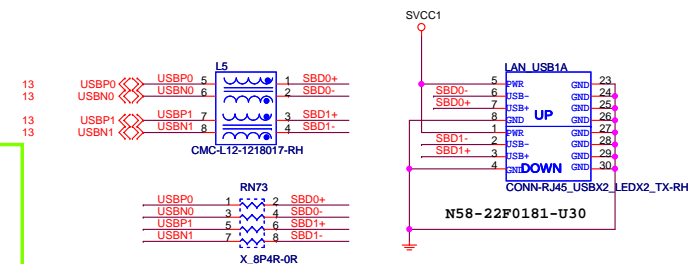 SVCC1
L5
LAN_USB1A
13 USBP0 USBP0 5 1 SBD0+
13 USBN0 USBN0 6 2 SBD0-
13 USBP1 USBP1 7 3 SBD1+
13 USBN1 USBN1 8 4 SBD1-
CMC-L12-1218017-RH
5 PWR GND 23
SBD0- 6 USB- GND 24
SBD0+ 7 USB+ GND 25
8 GND UP GND 26
1 PWR GND 27
SBD1- 2 USB- GND 28
SBD1+ 3 USB+ GND 29
4 GND DOWN GND 30
CONN-RJ45_USBX2_LEDX2_TX-RH
N58-22F0181-U30
RN73
USBP0 1 2 SBD0+
USBN0 3 4 SBD0-
USBP1 5 6 SBD1+
USBN1 7 8 SBD1-
X_8P4R-0R